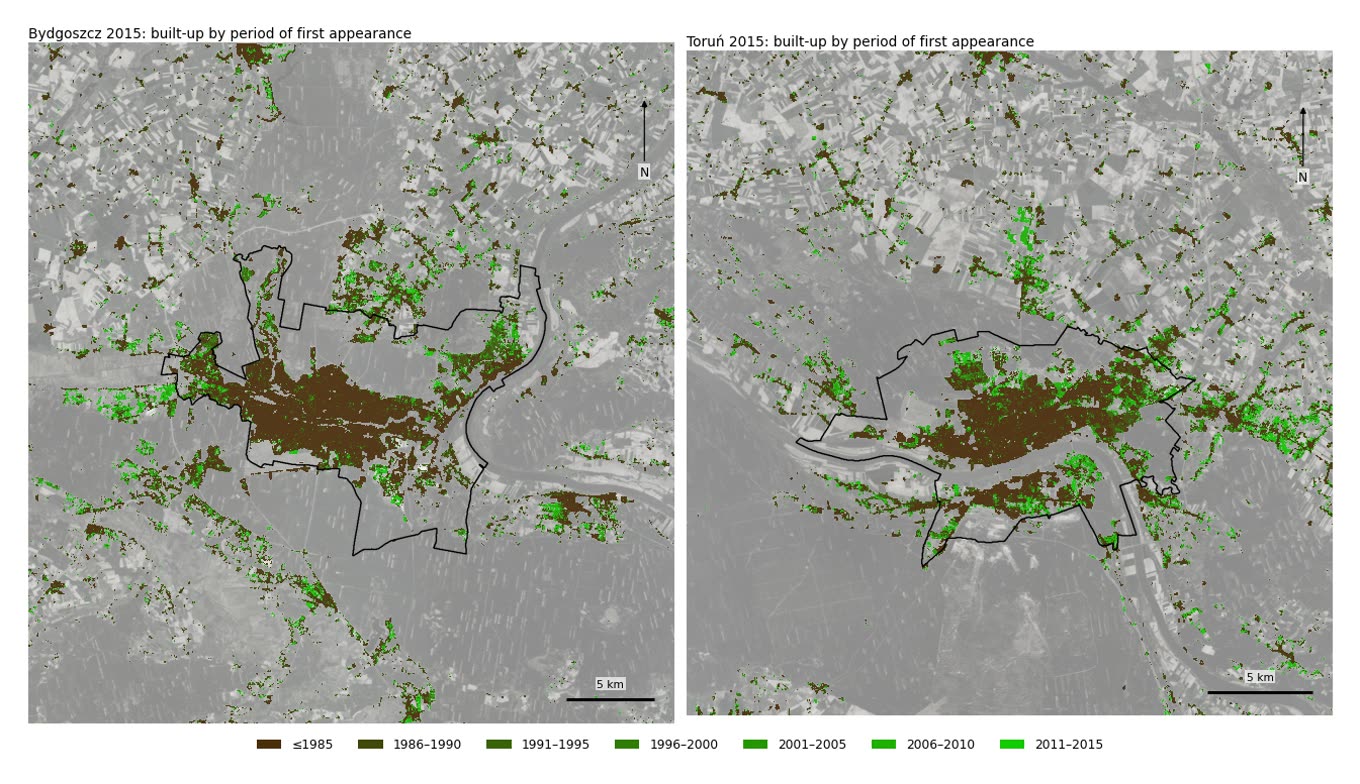 Bydgoszcz 2015: built-up by period of first appearance
Toruń 2015: built-up by period of first appearance
N
N
5 km
5 km
≤1985
1986–1990
1991–1995
1996–2000
2001–2005
2006–2010
2011–2015